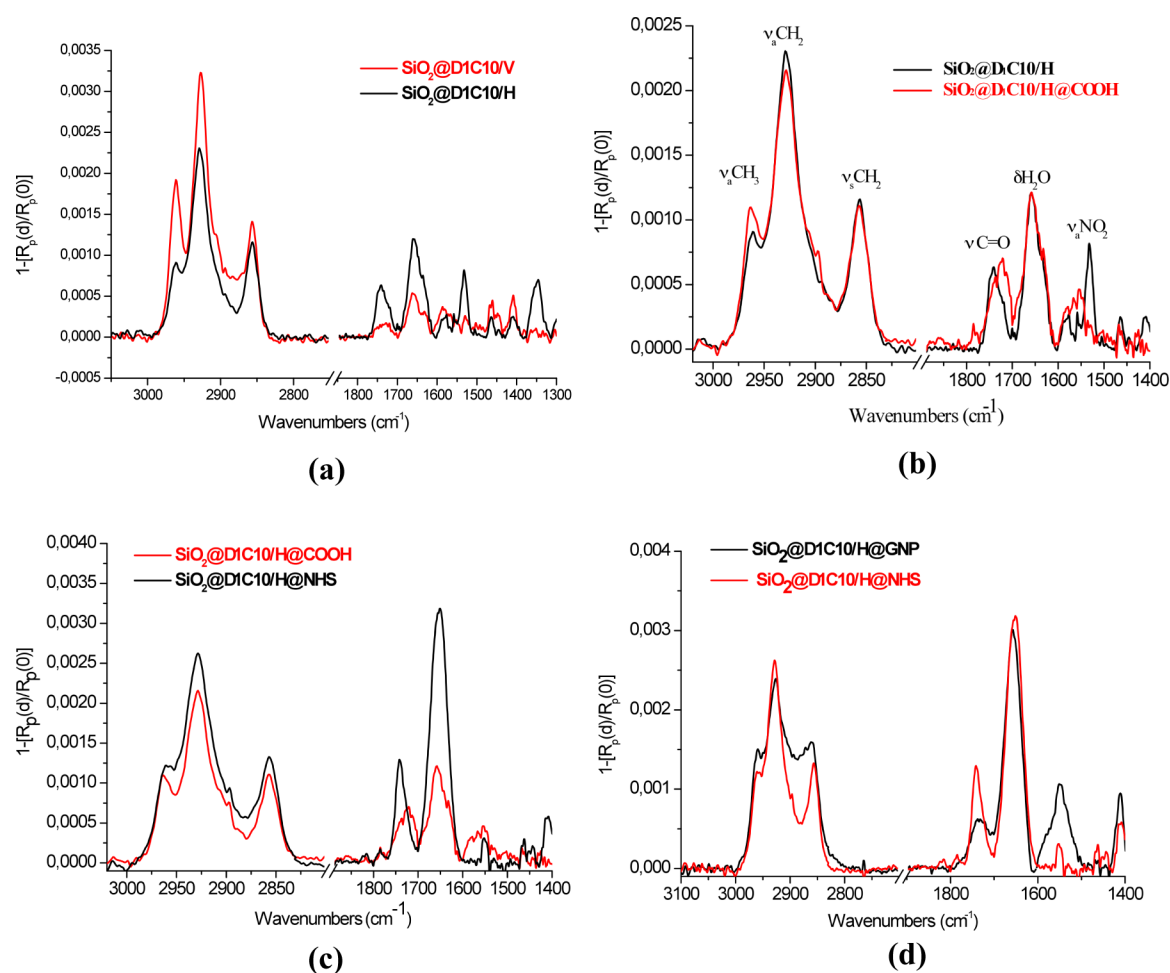 0,0035
0,0030
0,0025
0,0020
0,0015
0,0010
0,0005
0,0000
-0,0005
1-[Rp(d)/Rp(0)]
SiO2@D1C10/V
SiO2@D1C10/H
3000 2900 2800 1800 1700 1600 1500 1400 1300
Wavenumbers (cm-1)
(a)
0,0025
0,0020
0,0015
0,0010
0,0005
0,0000
1-[Rp(d)/Rp(0)]
νaCH2
SiO2@D1C10/H
SiO2@D1C10/H@COOH
νaCH3
νsCH2
δH2O
νC=O
νaNO2
3000 2950 2900 2850 1800 1700 1600 1500 1400
Wavenumbers (cm-1)
(b)
0,0040
0,0035
0,0030
0,0025
0,0020
0,0015
0,0010
0,0005
0,0000
1-[Rp(d)/Rp(0)]
SiO2@D1C10/H@COOH
SiO2@D1C10/H@NHS
3000 2950 2900 2850 1800 1700 1600 1500 1400
Wavenumbers (cm-1)
(c)
0,004
0,003
0,002
0,001
0,000
1-[Rp(d)/Rp(0)]
SiO2@D1C10/H@GNP
SiO2@D1C10/H@NHS
3100 3000 2900 2800 1800 1600 1400
Wavenumbers (cm-1)
(d)